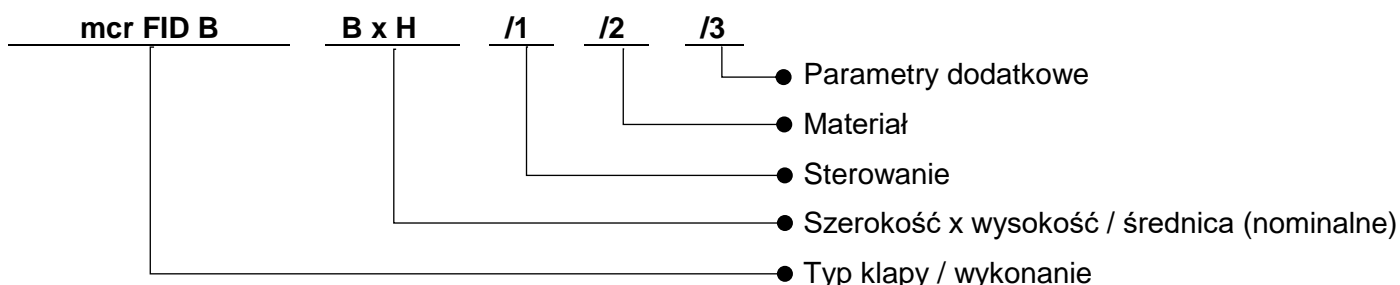 mcr FID B B x H /1 /2 /3
Parametry dodatkowe
Materiał
Sterowanie
Szerokość x wysokość / średnica (nominalne)
Typ klapy / wykonanie